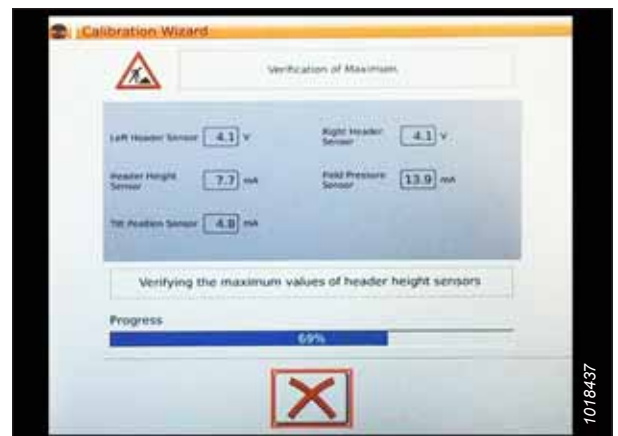 Calibration Wizard
Verification of Maximum
Left Header Sensor 4.1 V
Right Header Sensor 4.1 V
Header Height Sensor 7.7 mA
Field Pressure Sensor 13.9 mA
Tilt Position Sensor 4.8 mA
Verifying the maximum values of header height sensors
Progress
69%
1018437